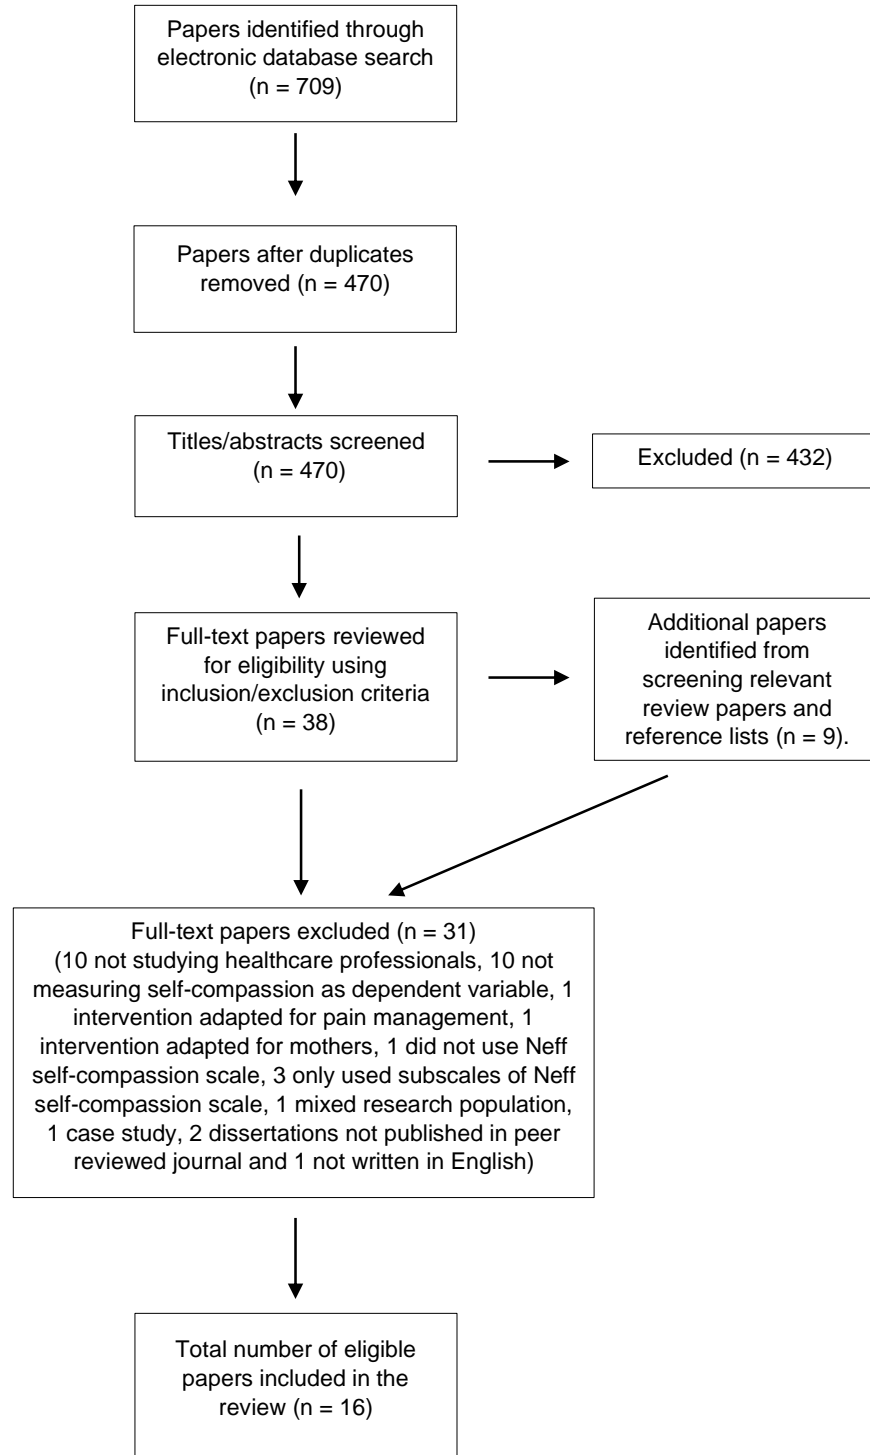 Papers identified through
electronic database search
(n = 709)
Papers after duplicates
removed (n = 470)
Titles/abstracts screened
(n = 470)
Excluded (n = 432)
Full-text papers reviewed
for eligibility using
inclusion/exclusion criteria
(n = 38)
Additional papers
identified from
screening relevant
review papers and
reference lists (n = 9).
Full-text papers excluded (n = 31)
(10 not studying healthcare professionals, 10 not
measuring self-compassion as dependent variable, 1
intervention adapted for pain management, 1
intervention adapted for mothers, 1 did not use Neff
self-compassion scale, 3 only used subscales of Neff
self-compassion scale, 1 mixed research population,
1 case study, 2 dissertations not published in peer
reviewed journal and 1 not written in English)
Total number of eligible
papers included in the
review (n = 16)